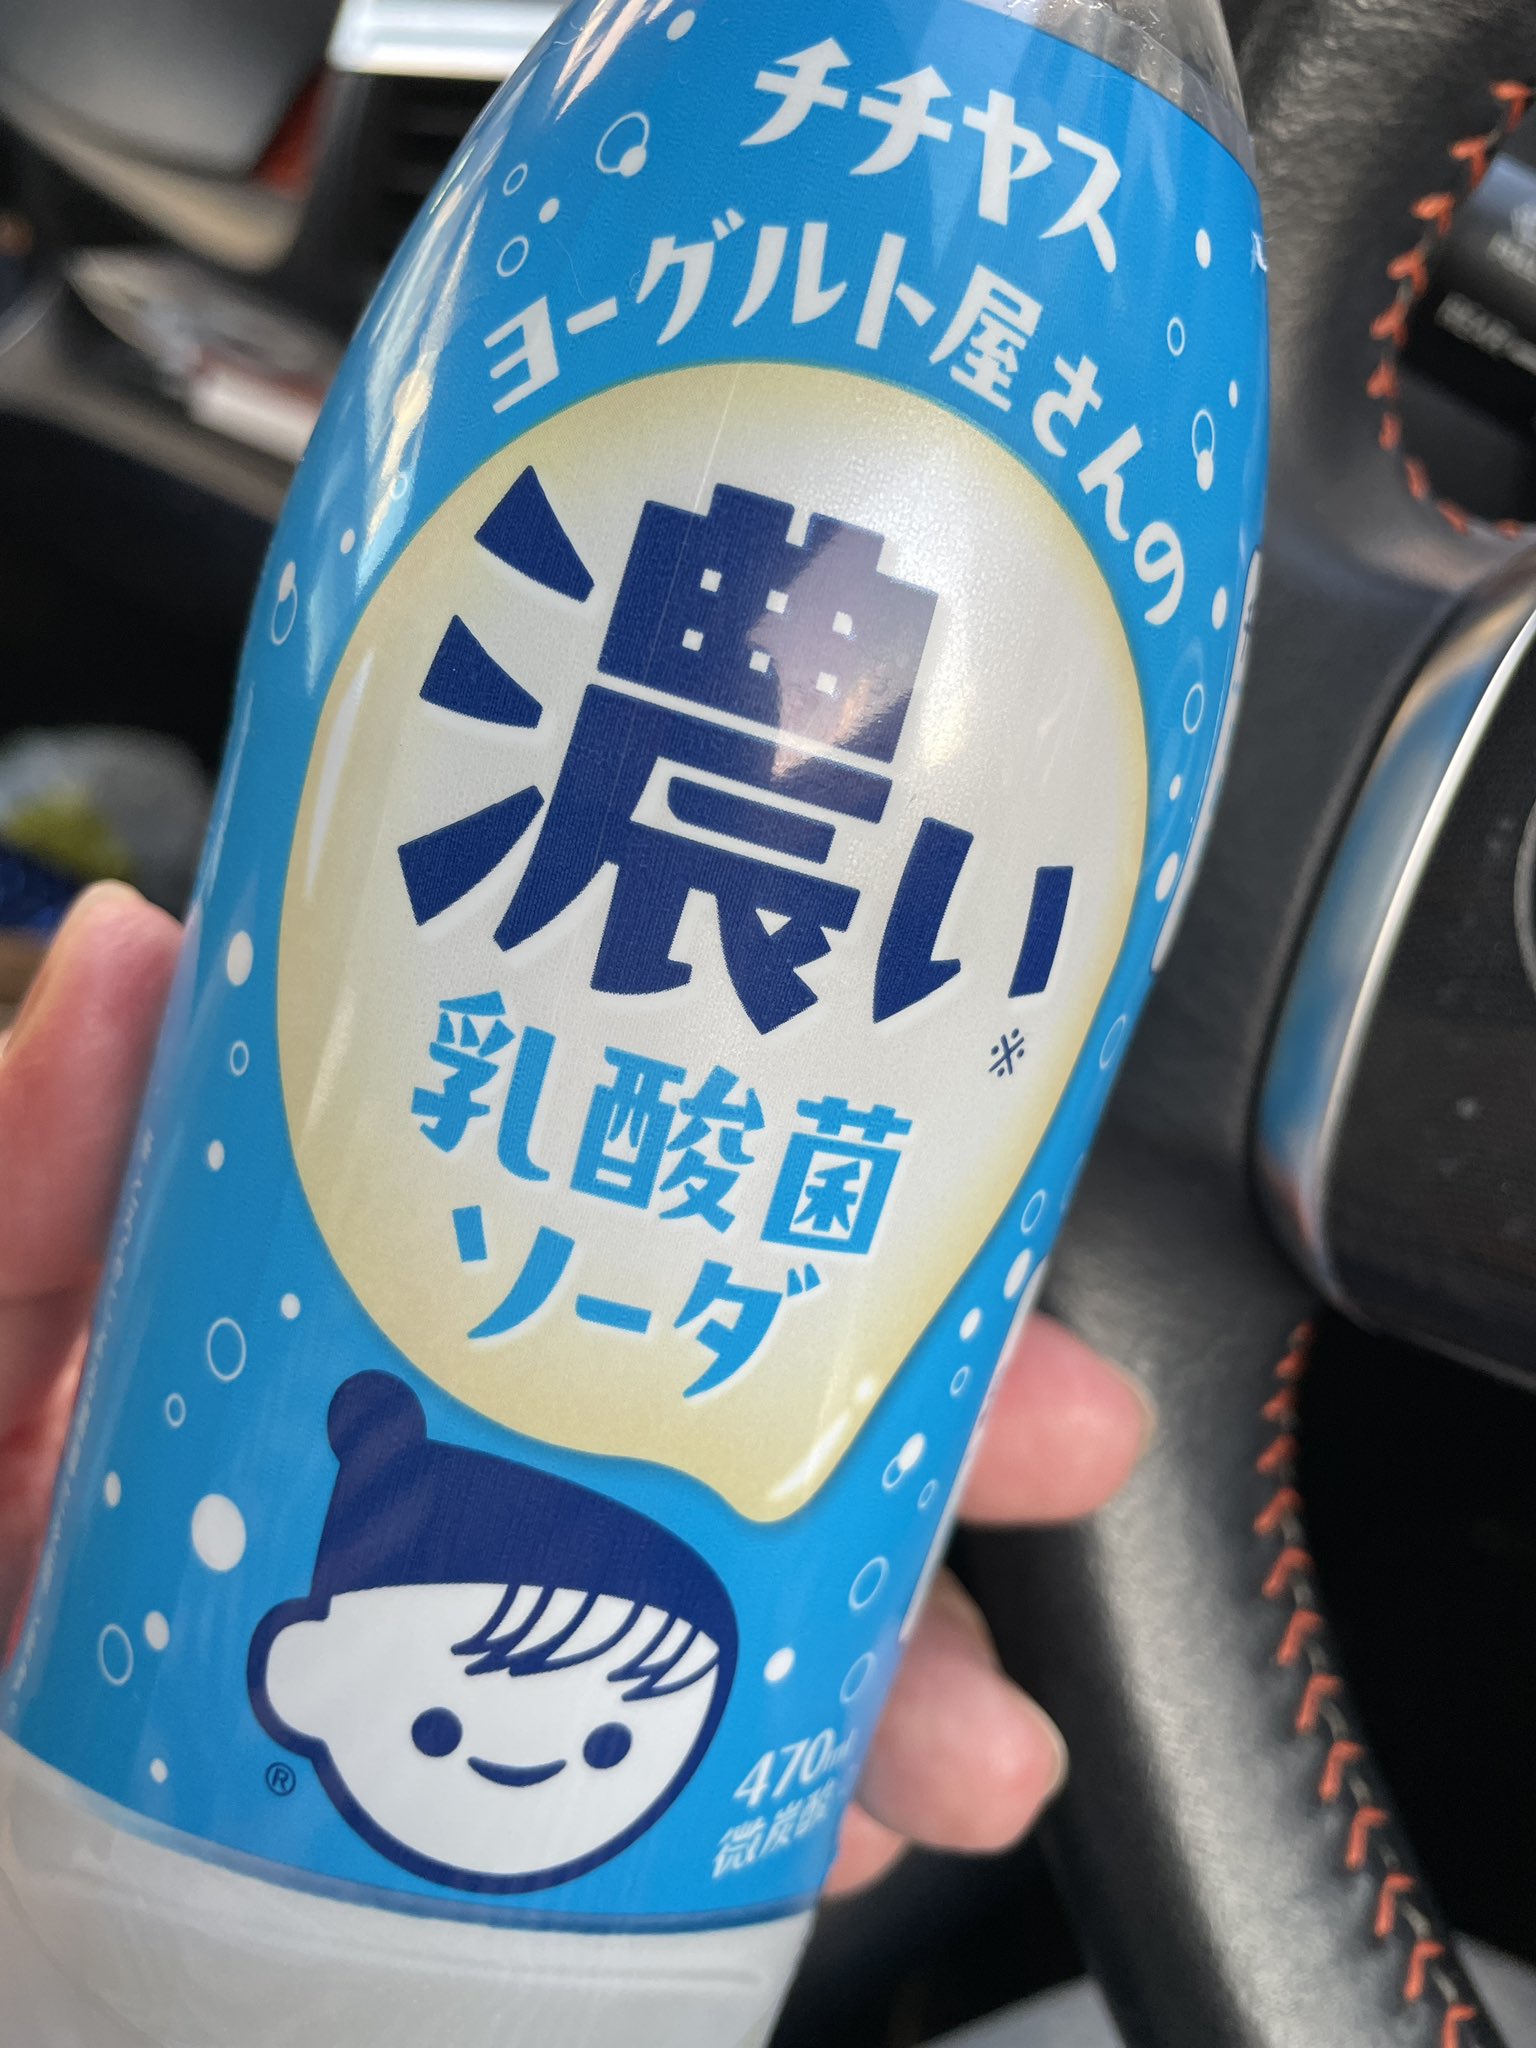 チチヤス
ヨーグルト屋さんの
濃い※
乳酸菌
ソーダ
®
470ml
微炭酸